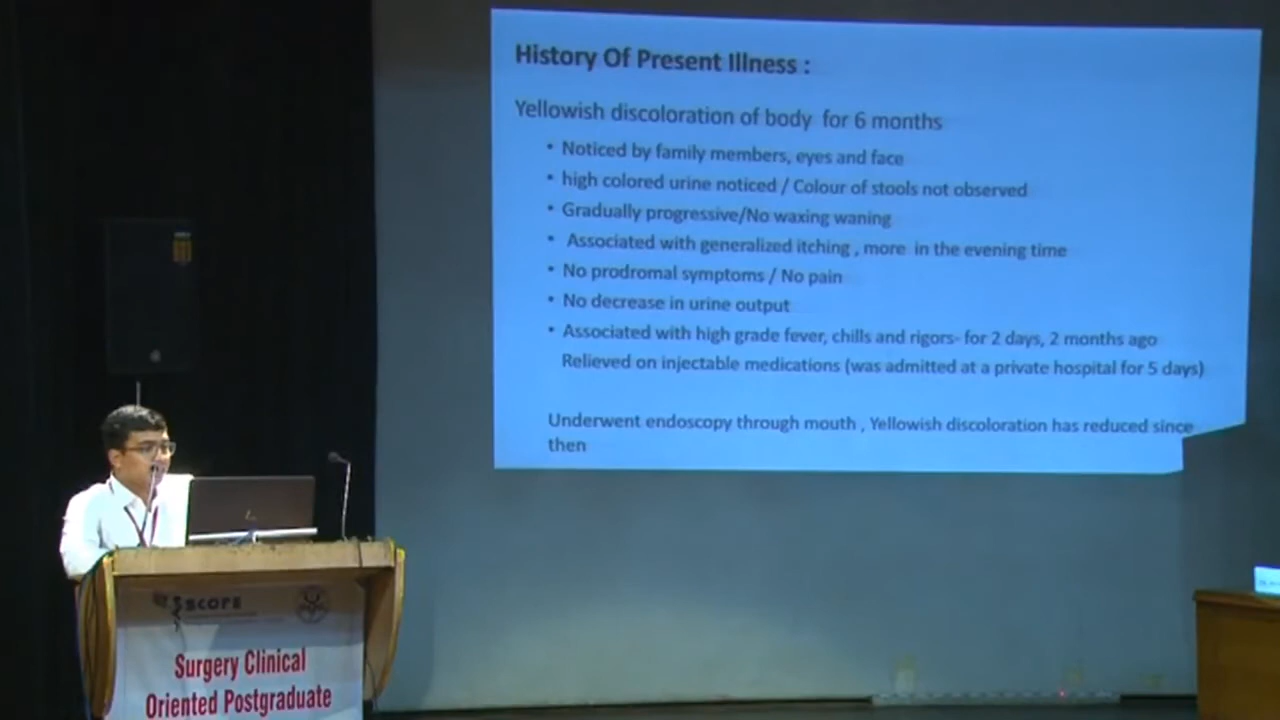 History Of Present Illness :
Yellowish discoloration of body for 6 months
• Noticed by family members, eyes and face
• high colored urine noticed / Colour of stools not observed
• Gradually progressive/No waxing waning
• Associated with generalized itching , more in the evening time
• No prodromal symptoms / No pain
• No decrease in urine output
• Associated with high grade fever, chills and rigors- for 2 days, 2 months ago
Relieved on injectable medications (was admitted at a private hospital for 5 days)
Underwent endoscopy through mouth , Yellowish discoloration has reduced since
then
SCOPE
Surgery Clinical
Oriented Postgraduate